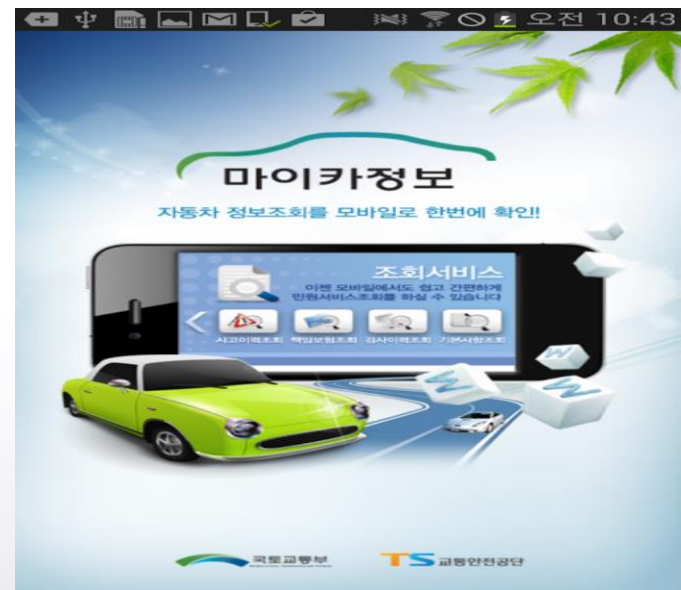 오전 10:43
마이카정보
자동차 정보조회를 모바일로 한번에 확인!
조회서비스
이젠 모바일에서도 쉽고 간편하게
민원서비스조회를 하실 수 있습니다
사고이력조회 책임보험조회 검사이력조회 기본사항조회
W
W
W
국토교통부
TS 교통안전공단